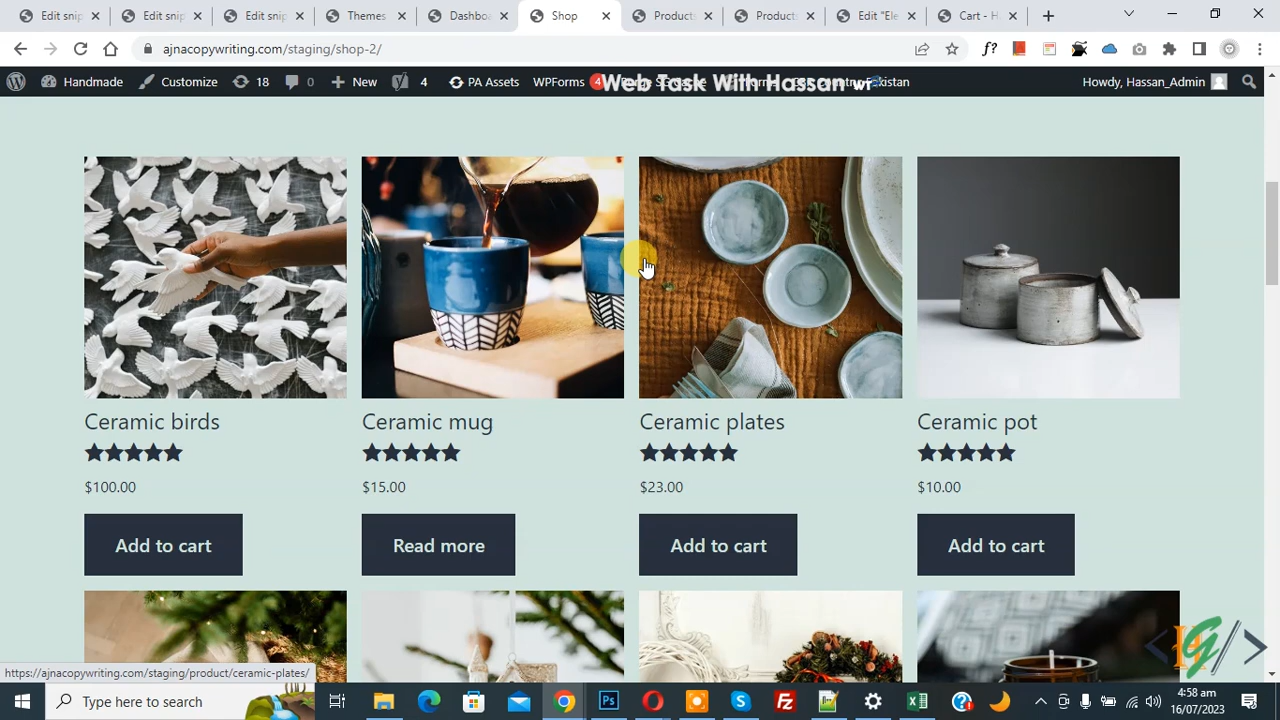 Edit snip
Edit snip
Edit snip
Themes
Dashboa
Shop
Products
Products
Edit "Ele
Cart - H
ajnacopywriting.com/staging/shop-2/
Handmade
Customize
18
0
New
4
PA Assets
WPForms
4
Web Task With Hassan
Howdy, Hassan_Admin
Ceramic birds
Ceramic mug
Ceramic plates
Ceramic pot
$100.00
$15.00
$23.00
$10.00
Add to cart
Read more
Add to cart
Add to cart
https://ajnacopywriting.com/staging/product/ceramic-plates/
Type here to search
4:58 am
16/07/2023